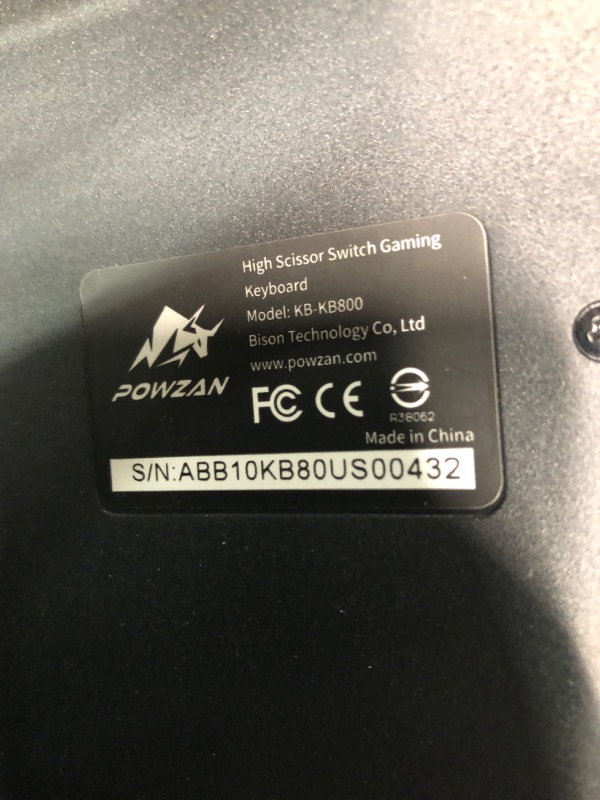 High Scissor Switch Gaming
Keyboard
Model: KB-KB800
Bison Technology Co, Ltd
www.powzan.com
POWZAN
FC CE
R38062
Made in China
S/N:ABB10KB80US00432